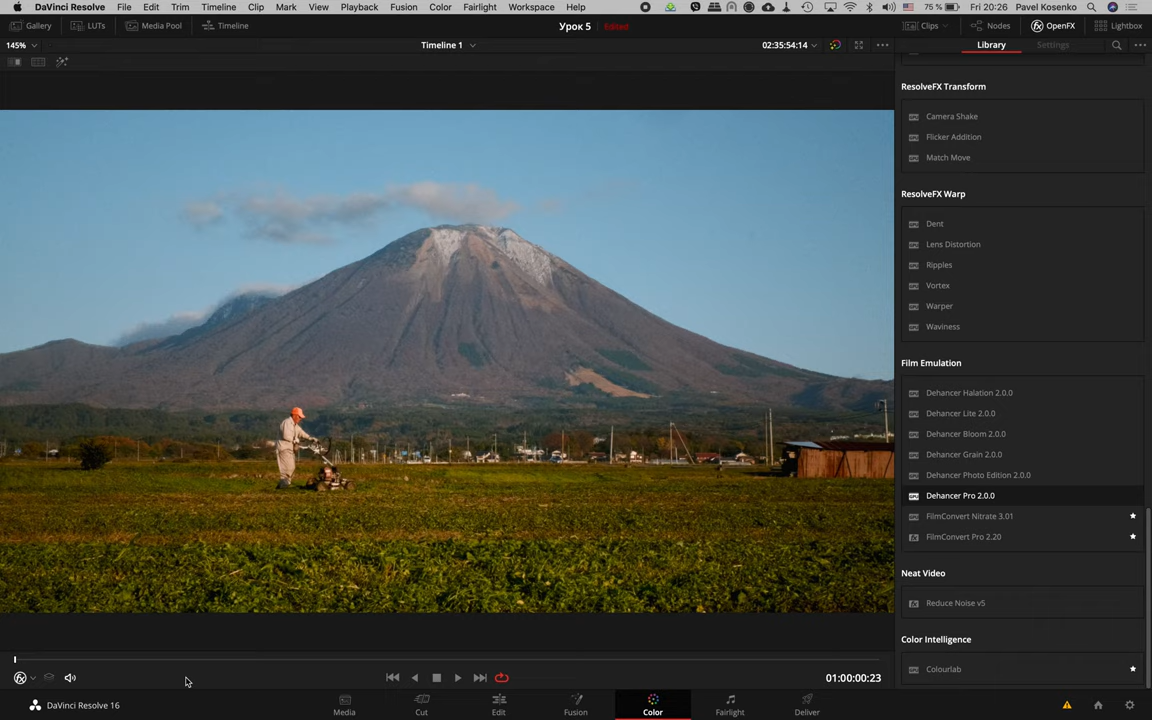 DaVinci Resolve File Edit Trim Timeline Clip Mark View Playback Fusion Color Fairlight Workspace Help 75 % Fri 20:26 Pavel Kosenko
Gallery LUTs Media Pool Timeline Урок 5 Edited Clips Nodes OpenFX Lightbox
145% Timeline 1 02:35:54:14 Library Settings
ResolveFX Transform
Camera Shake
Flicker Addition
Match Move
ResolveFX Warp
Dent
Lens Distortion
Ripples
Vortex
Warper
Waviness
Film Emulation
Dehancer Halation 2.0.0
Dehancer Lite 2.0.0
Dehancer Bloom 2.0.0
Dehancer Grain 2.0.0
Dehancer Photo Edition 2.0.0
Dehancer Pro 2.0.0
FilmConvert Nitrate 3.01
FilmConvert Pro 2.20
Neat Video
Reduce Noise v5
Color Intelligence
Colourlab
01:00:00:23
DaVinci Resolve 16 Media Cut Edit Fusion Color Fairlight Deliver